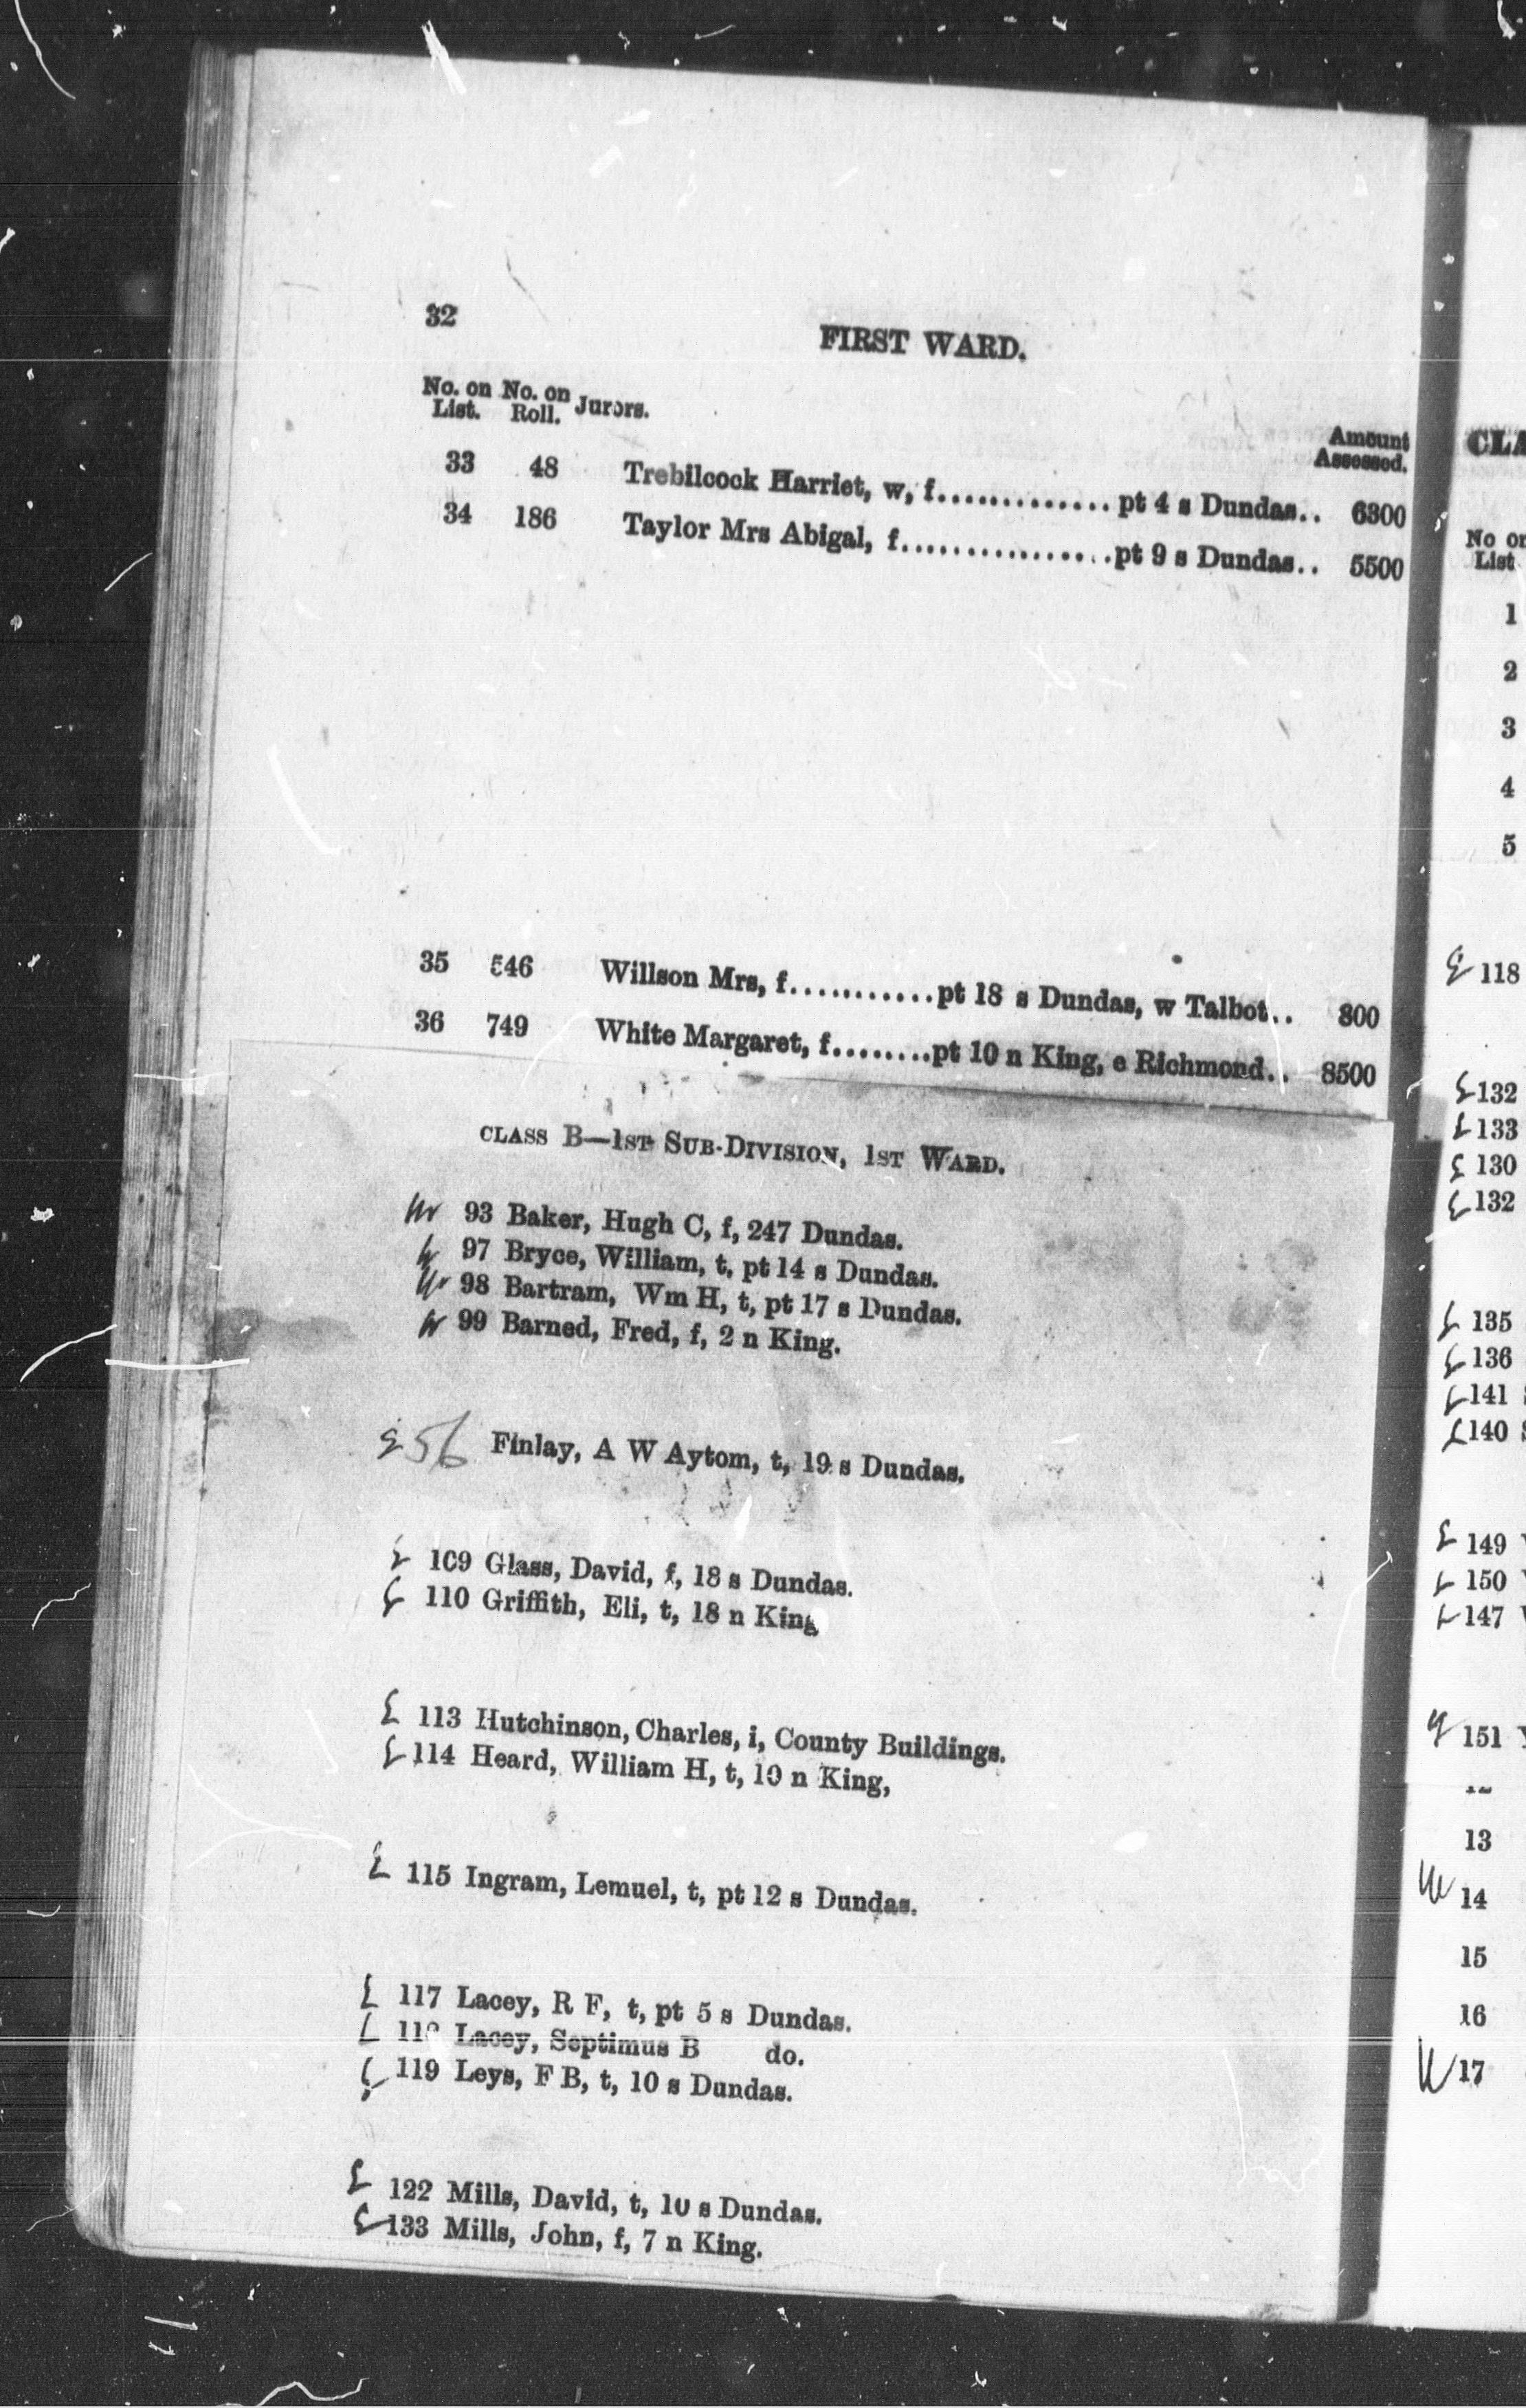 32
FIRST WARD.
No. on No. on Jurors.
List. Roll.
Amount
Assessed.
33 48 Trebilcock Harriet, w, f.............. pt 4 s Dundas.. 6300
34 186 Taylor Mrs Abigal, f................pt 9 s Dundas.. 5500
35 546 Willson Mrs, f...........pt 18 s Dundas, w Talbot.. 800
36 749 White Margaret, f........pt 10 n King, e Richmond.. 8500
CLASS B—1ST SUB-DIVISION, 1ST WARD.
93 Baker, Hugh C, f, 247 Dundas.
97 Bryce, William, t, pt 14 s Dundas.
98 Bartram, Wm H, t, pt 17 s Dundas.
99 Barned, Fred, f, 2 n King.
56 Finlay, A W Aytom, t, 19 s Dundas.
109 Glass, David, f, 18 s Dundas.
110 Griffith, Eli, t, 18 n King
113 Hutchinson, Charles, i, County Buildings.
114 Heard, William H, t, 10 n King,
115 Ingram, Lemuel, t, pt 12 s Dundas.
117 Lacey, R F, t, pt 5 s Dundas.
Lacey, Septimus B do.
119 Leys, F B, t, 10 s Dundas.
122 Mills, David, t, 10 s Dundas.
133 Mills, John, f, 7 n King.
CLA
No on
List
1
2
3
4
5
118
132
133
130
132
135
136
141
140
149
150
147
151
13
14
15
16
17